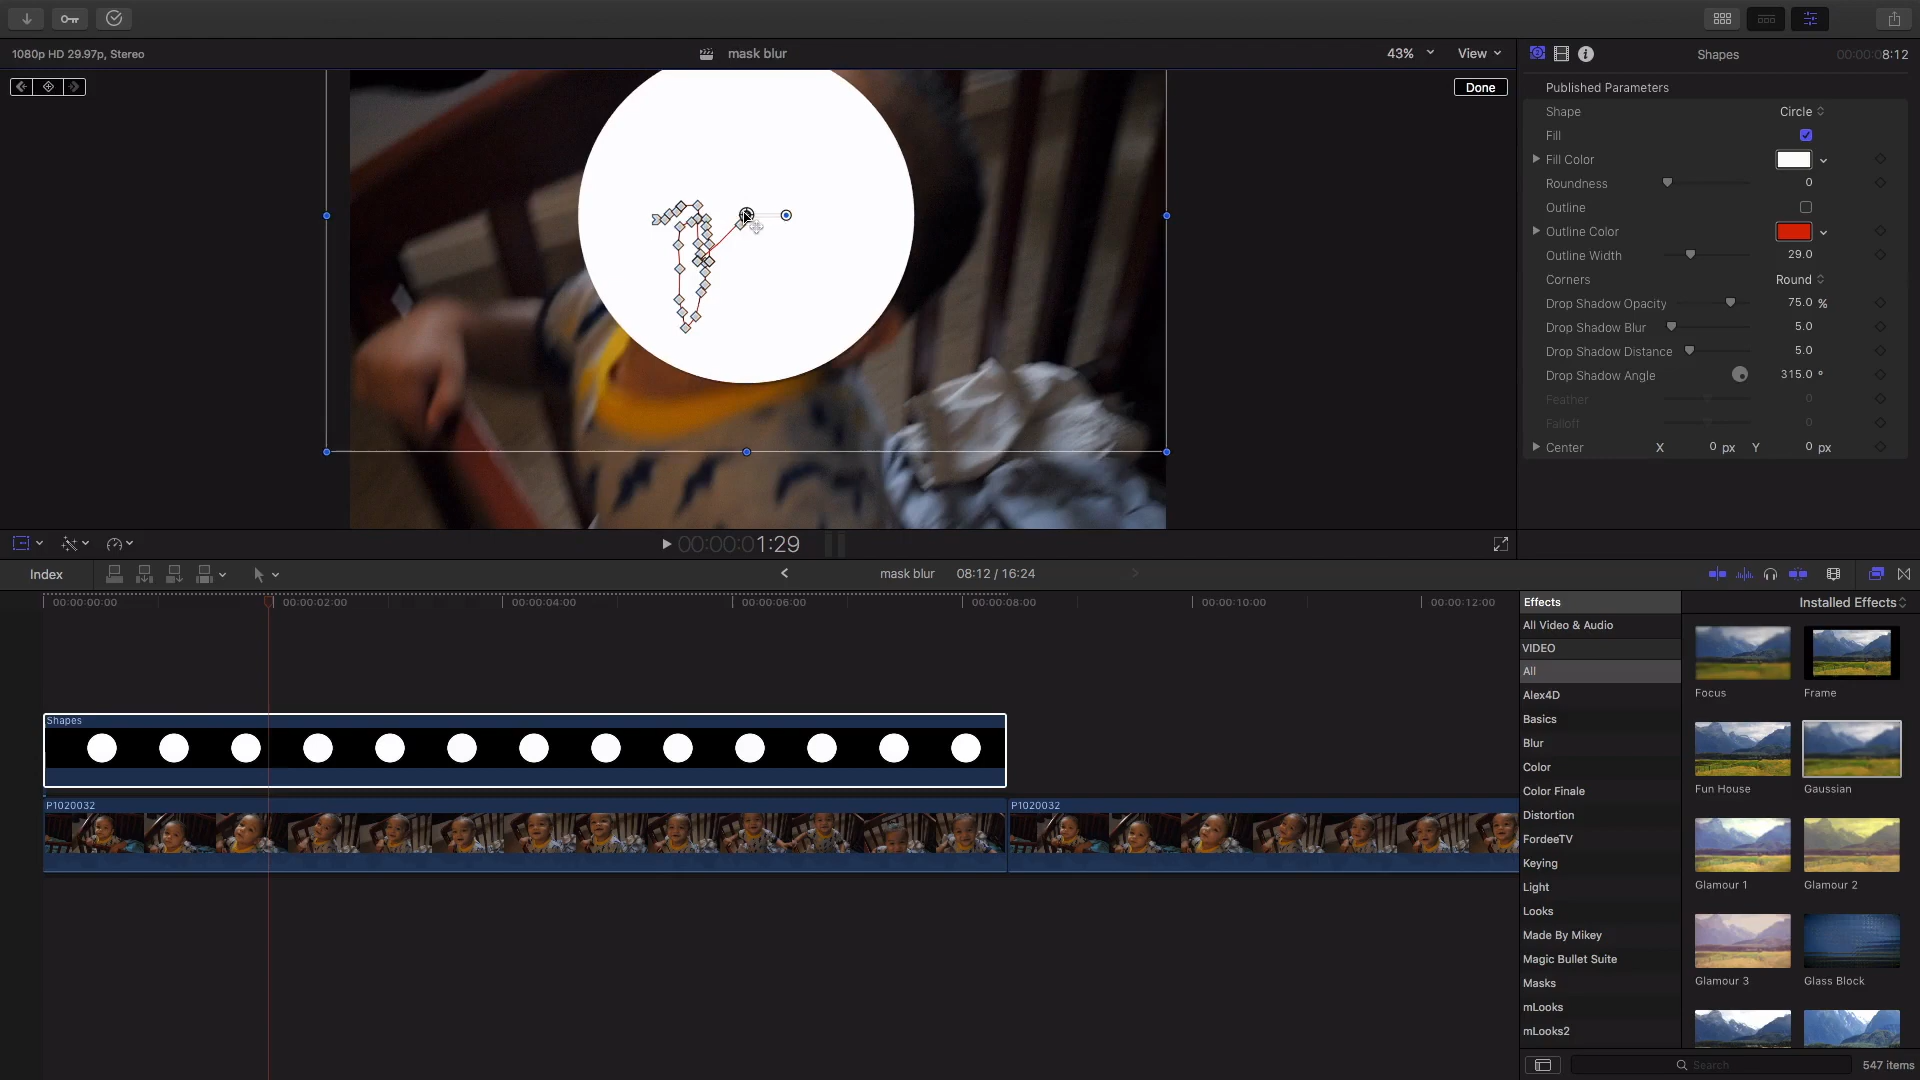 1080p HD 29.97p, Stereo
mask blur
43%
View
Shapes
00:00:08:12
Done
Published Parameters
Shape
Circle
Fill
Fill Color
Roundness
0
Outline
Outline Color
Outline Width
29.0
Corners
Round
Drop Shadow Opacity
75.0 %
Drop Shadow Blur
5.0
Drop Shadow Distance
5.0
Drop Shadow Angle
315.0 °
Feather
0
Falloff
0
Center
X 0 px Y 0 px
00:00:01:29
Index
mask blur
08:12 / 16:24
00:00:00:00
00:00:02:00
00:00:04:00
00:00:06:00
00:00:08:00
00:00:10:00
00:00:12:00
Shapes
P1020032
P1020032
Effects
Installed Effects
All Video & Audio
VIDEO
All
Alex4D
Basics
Blur
Color
Color Finale
Distortion
FordeeTV
Keying
Light
Looks
Made By Mikey
Magic Bullet Suite
Masks
mLooks
mLooks2
Focus
Frame
Fun House
Gaussian
Glamour 1
Glamour 2
Glamour 3
Glass Block
Search
547 items